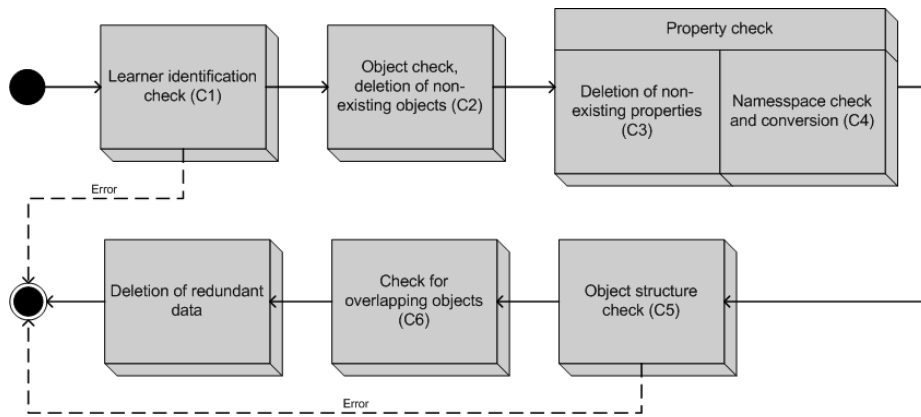 Property check
Learner identification
check (C1)
Object check,
deletion of non-
existing objects (C2)
Deletion of non-
existing properties
(C3)
Namesspace check
and conversion (C4)
Error
Deletion of redundant
data
Check for
overlapping objects
(C6)
Object structure
check (C5)
Error